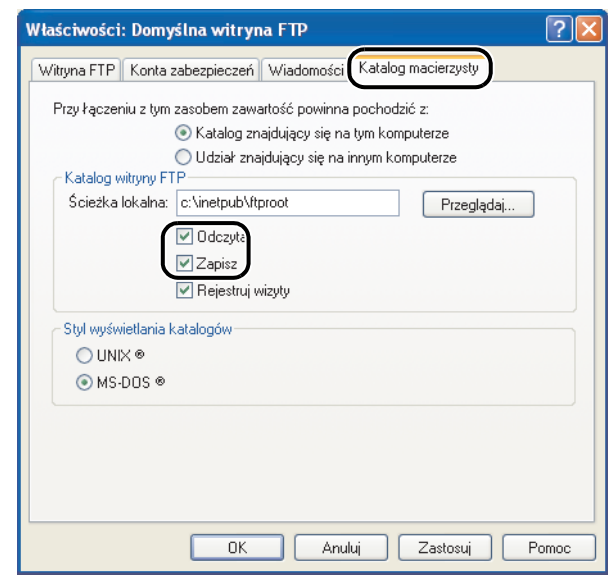 Właściwości: Domyślna witryna FTP
Witryna FTP Konta zabezpieczeń Wiadomości Katalog macierzysty
Przy łączeniu z tym zasobem zawartość powinna pochodzić z:
Katalog znajdujący się na tym komputerze
Udział znajdujący się na innym komputerze
Katalog witryny FTP
Ścieżka lokalna: c:\inetpub\ftproot Przeglądaj...
Odczyta
Zapisz
Rejestruj wizyty
Styl wyświetlania katalogów
UNIX ®
MS-DOS ®
OK Anuluj Zastosuj Pomoc